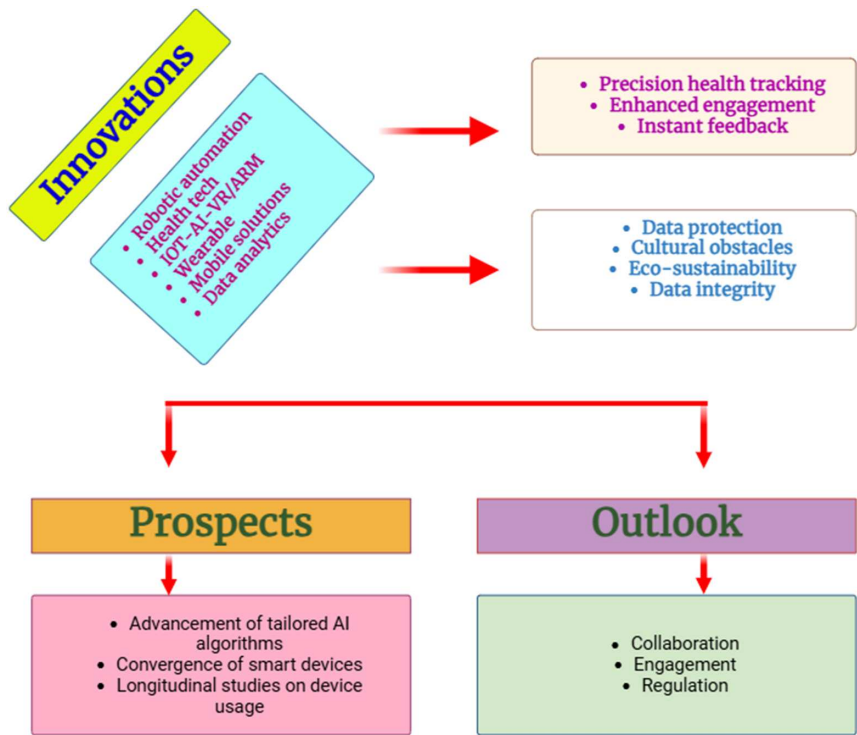 Innovations
• Robotic automation
• Health tech
• IOT-AI-VR/ARM
• Wearable
• Mobile solutions
• Data analytics
• Precision health tracking
• Enhanced engagement
• Instant feedback
• Data protection
• Cultural obstacles
• Eco-sustainability
• Data integrity
Prospects
• Advancement of tailored AI
algorithms
• Convergence of smart devices
• Longitudinal studies on device
usage
Outlook
• Collaboration
• Engagement
• Regulation